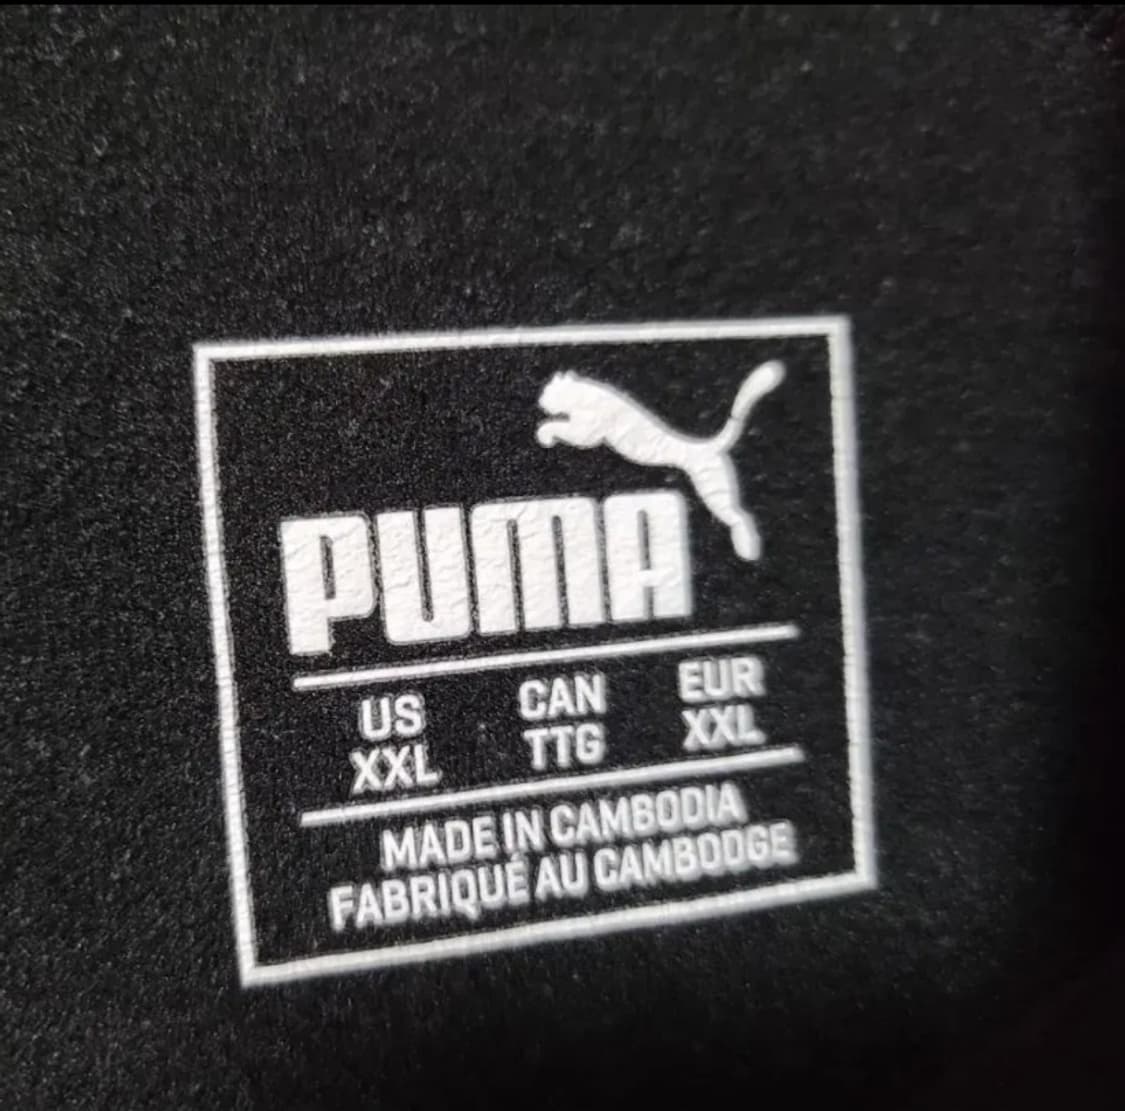 PUMA
US CAN EUR
XXL TTG XXL
MADE IN CAMBODIA
FABRIQUÉ AU CAMBODGE